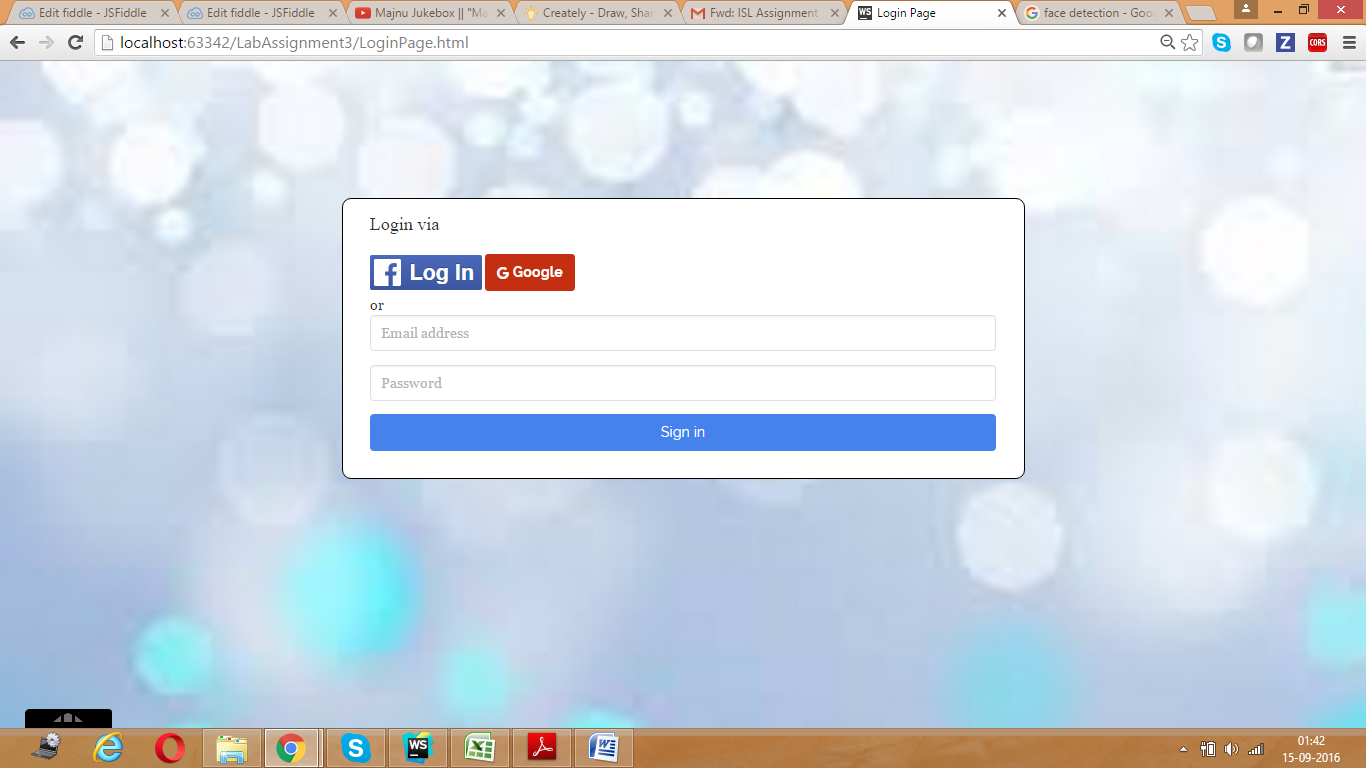 Edit fiddle - JSFiddle
Edit fiddle - JSFiddle
Majnu Jukebox || "Ma
Creately - Draw, Shar
Fwd: ISL Assignment
WS Login Page
face detection - Goo
localhost:63342/LabAssignment3/LoginPage.html
S
Z
CORS
Login via
f Log In
G Google
or
Email address
Password
Sign in
WS
01:42
15-09-2016